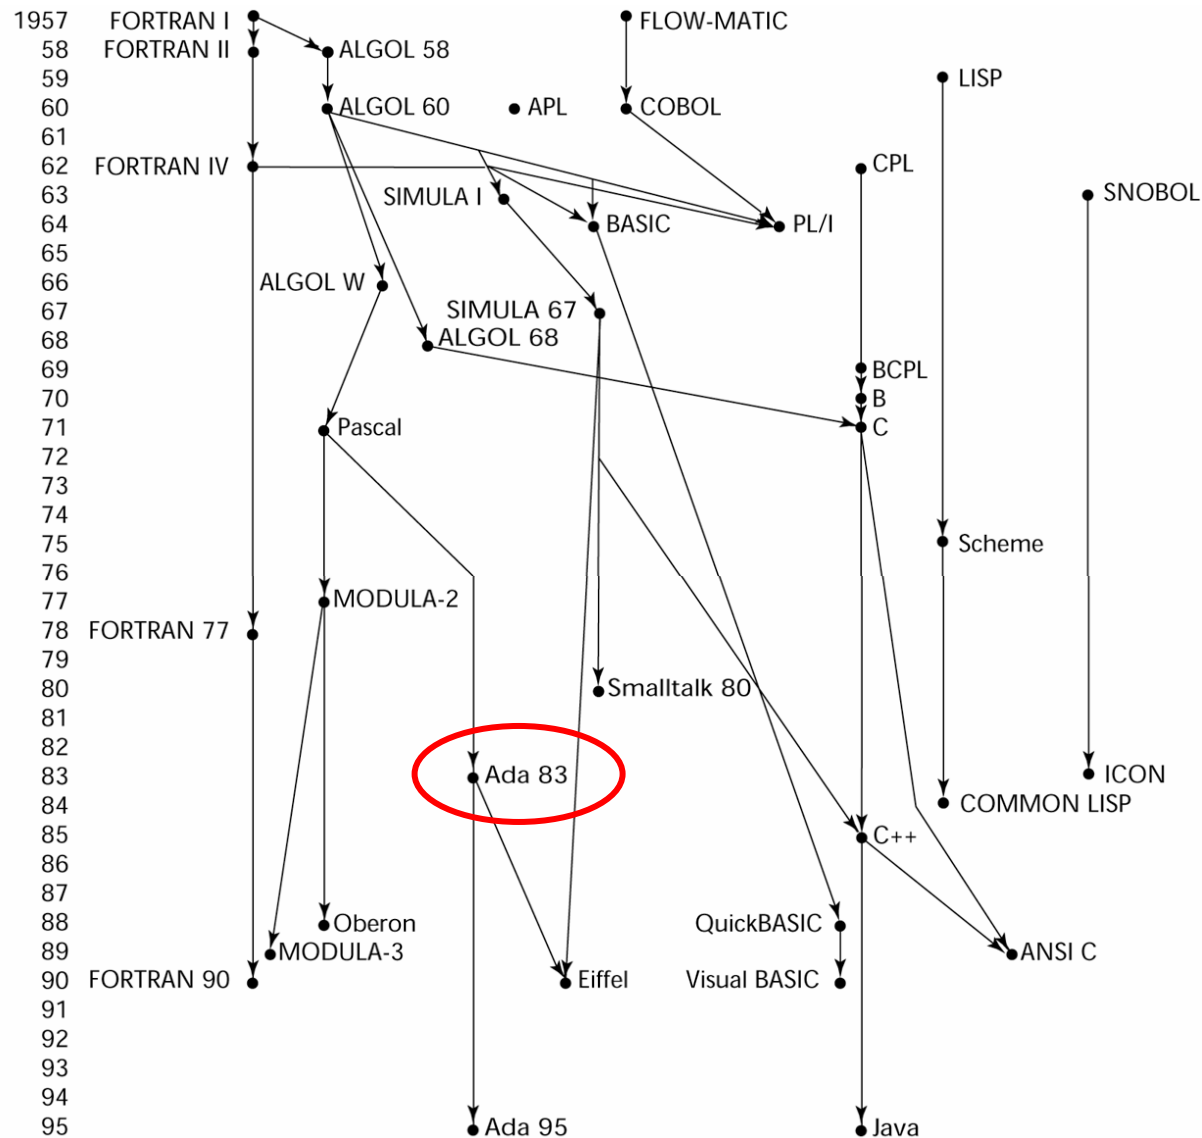 1957 FORTRAN I FLOW-MATIC
58 FORTRAN II ALGOL 58
59 LISP
60 ALGOL 60 APL COBOL
61
62 FORTRAN IV CPL
63 SIMULA I SNOBOL
64 BASIC PL/I
65
66 ALGOL W
67 SIMULA 67
68 ALGOL 68
69 BCPL
70 B
71 Pascal C
72
73
74
75 Scheme
76
77 MODULA-2
78 FORTRAN 77
79
80 Smalltalk 80
81
82
83 Ada 83 ICON
84 COMMON LISP
85 C++
86
87
88 Oberon QuickBASIC
89 MODULA-3 ANSI C
90 FORTRAN 90 Eiffel Visual BASIC
91
92
93
94
95 Ada 95 Java